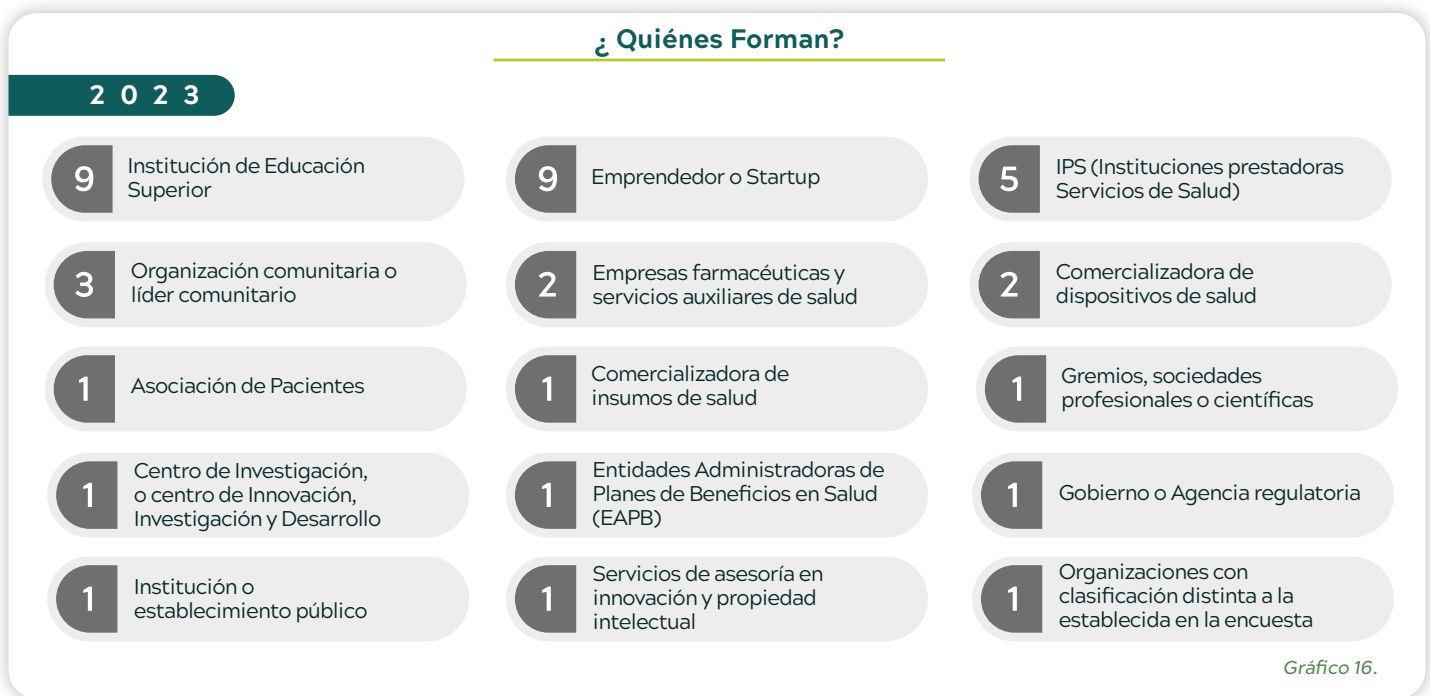 ¿ Quiénes Forman?
2 0 2 3
9
Institución de Educación
Superior
9
Emprendedor o Startup
5
IPS (Instituciones prestadoras
Servicios de Salud)
3
Organización comunitaria o
líder comunitario
2
Empresas farmacéuticas y
servicios auxiliares de salud
2
Comercializadora de
dispositivos de salud
1
Asociación de Pacientes
1
Comercializadora de
insumos de salud
1
Gremios, sociedades
profesionales o científicas
1
Centro de Investigación,
o centro de Innovación,
Investigación y Desarrollo
1
Entidades Administradoras de
Planes de Beneficios en Salud
(EAPB)
1
Gobierno o Agencia regulatoria
1
Institución o
establecimiento público
1
Servicios de asesoría en
innovación y propiedad
intelectual
1
Organizaciones con
clasificación distinta a la
establecida en la encuesta
Gráfico 16.